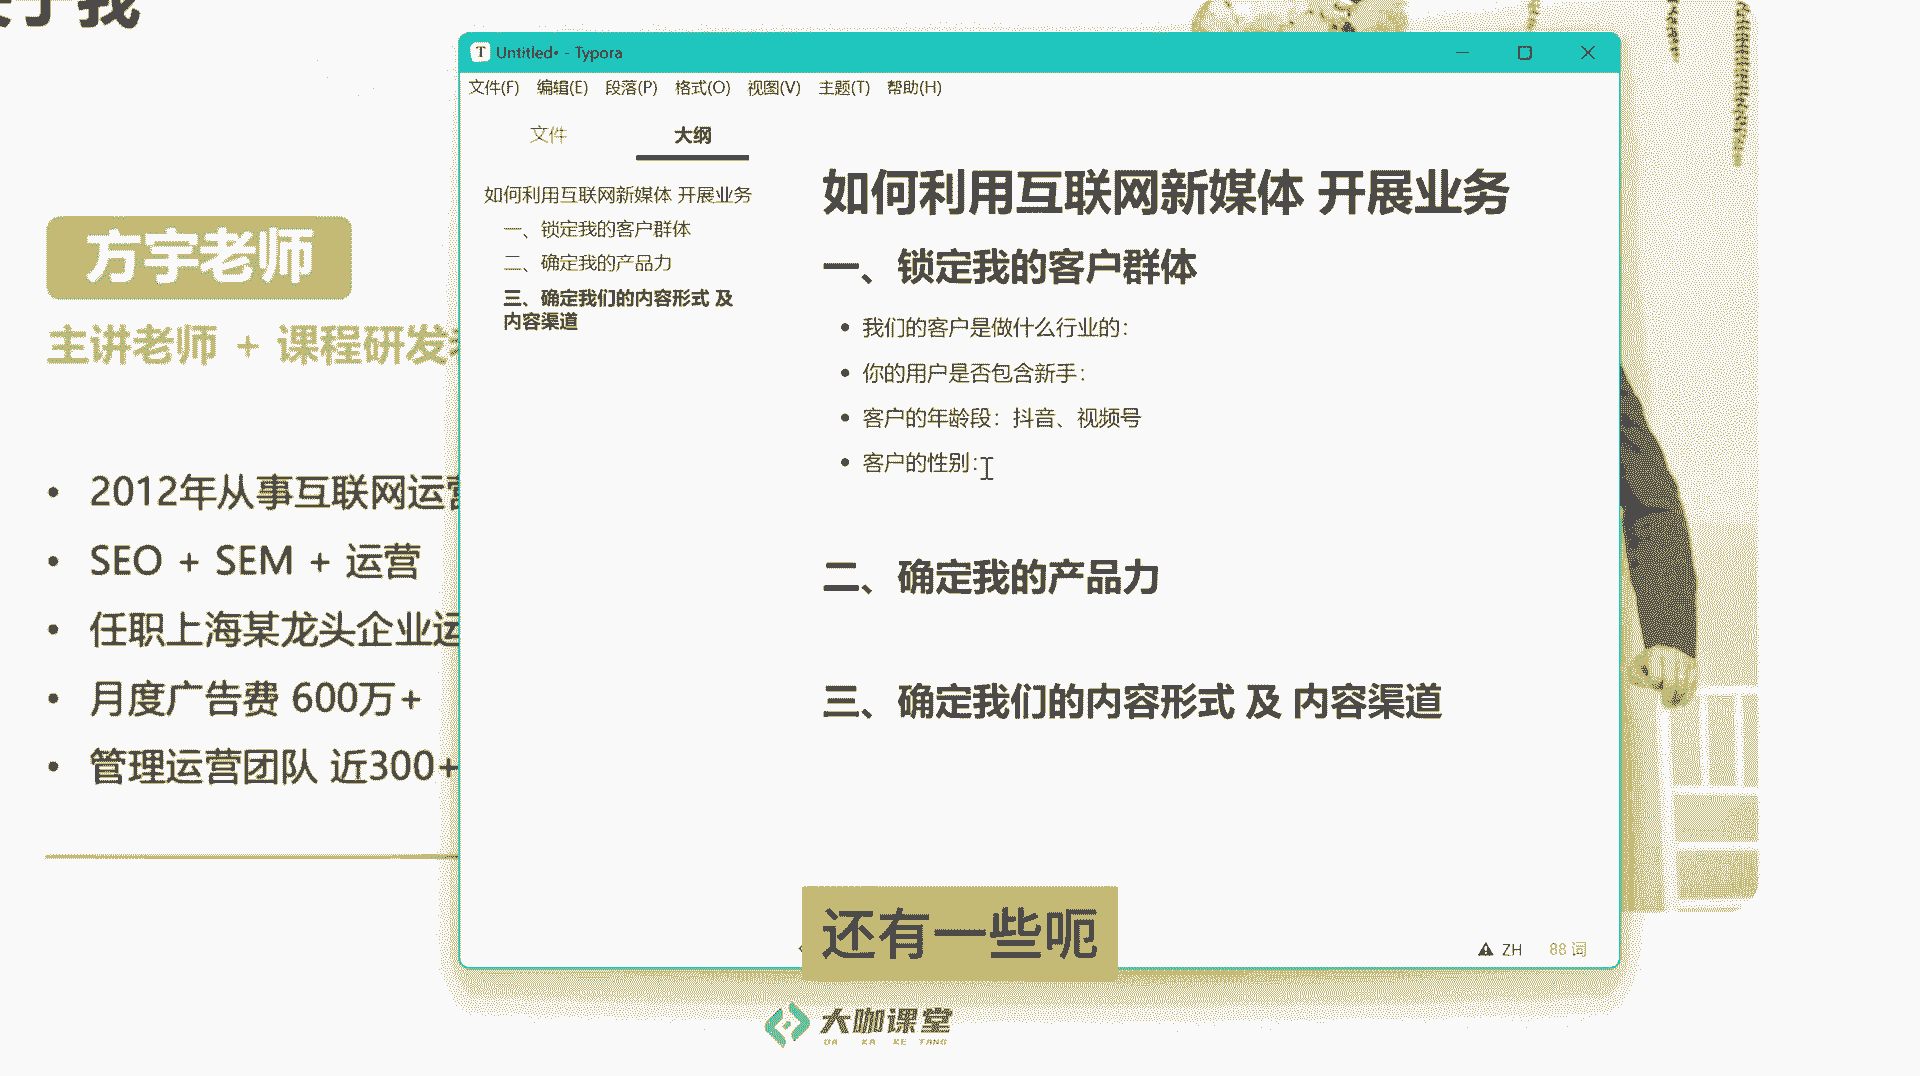 于我
方宇老师
主讲老师 + 课程研发
2012年从事互联网运营
SEO + SEM + 运营
任职上海某龙头企业运
月度广告费 600万+
管理运营团队 近300+
Untitled• - Typora
文件(F) 编辑(E) 段落(P) 格式(O) 视图(V) 主题(T) 帮助(H)
文件 大纲
如何利用互联网新媒体 开展业务
一、锁定我的客户群体
二、确定我的产品力
三、确定我们的内容形式 及
内容渠道
如何利用互联网新媒体 开展业务
一、锁定我的客户群体
我们的客户是做什么行业的：
你的用户是否包含新手：
客户的年龄段：抖音、视频号
客户的性别：
二、确定我的产品力
三、确定我们的内容形式 及 内容渠道
还有一些呃
ZH 88 词
大咖课堂
DA KA KE TANG